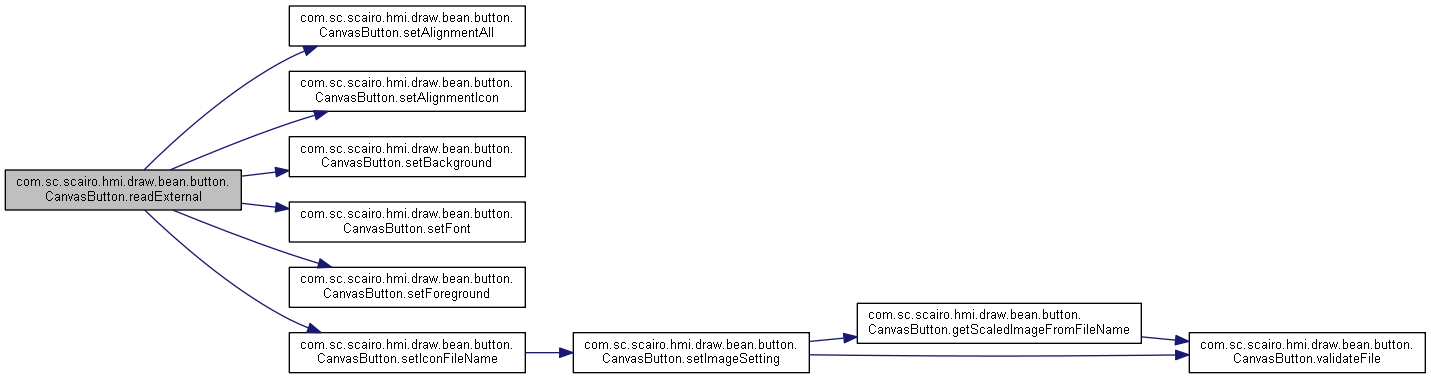 com.sc.scairo.hmi.draw.bean.button.
CanvasButton.readExternal
com.sc.scairo.hmi.draw.bean.button.
CanvasButton.setAlignmentAll
com.sc.scairo.hmi.draw.bean.button.
CanvasButton.setAlignmentIcon
com.sc.scairo.hmi.draw.bean.button.
CanvasButton.setBackground
com.sc.scairo.hmi.draw.bean.button.
CanvasButton.setFont
com.sc.scairo.hmi.draw.bean.button.
CanvasButton.setForeground
com.sc.scairo.hmi.draw.bean.button.
CanvasButton.setIconFileName
com.sc.scairo.hmi.draw.bean.button.
CanvasButton.setImageSetting
com.sc.scairo.hmi.draw.bean.button.
CanvasButton.getScaledImageFromFileName
com.sc.scairo.hmi.draw.bean.button.
CanvasButton.validateFile